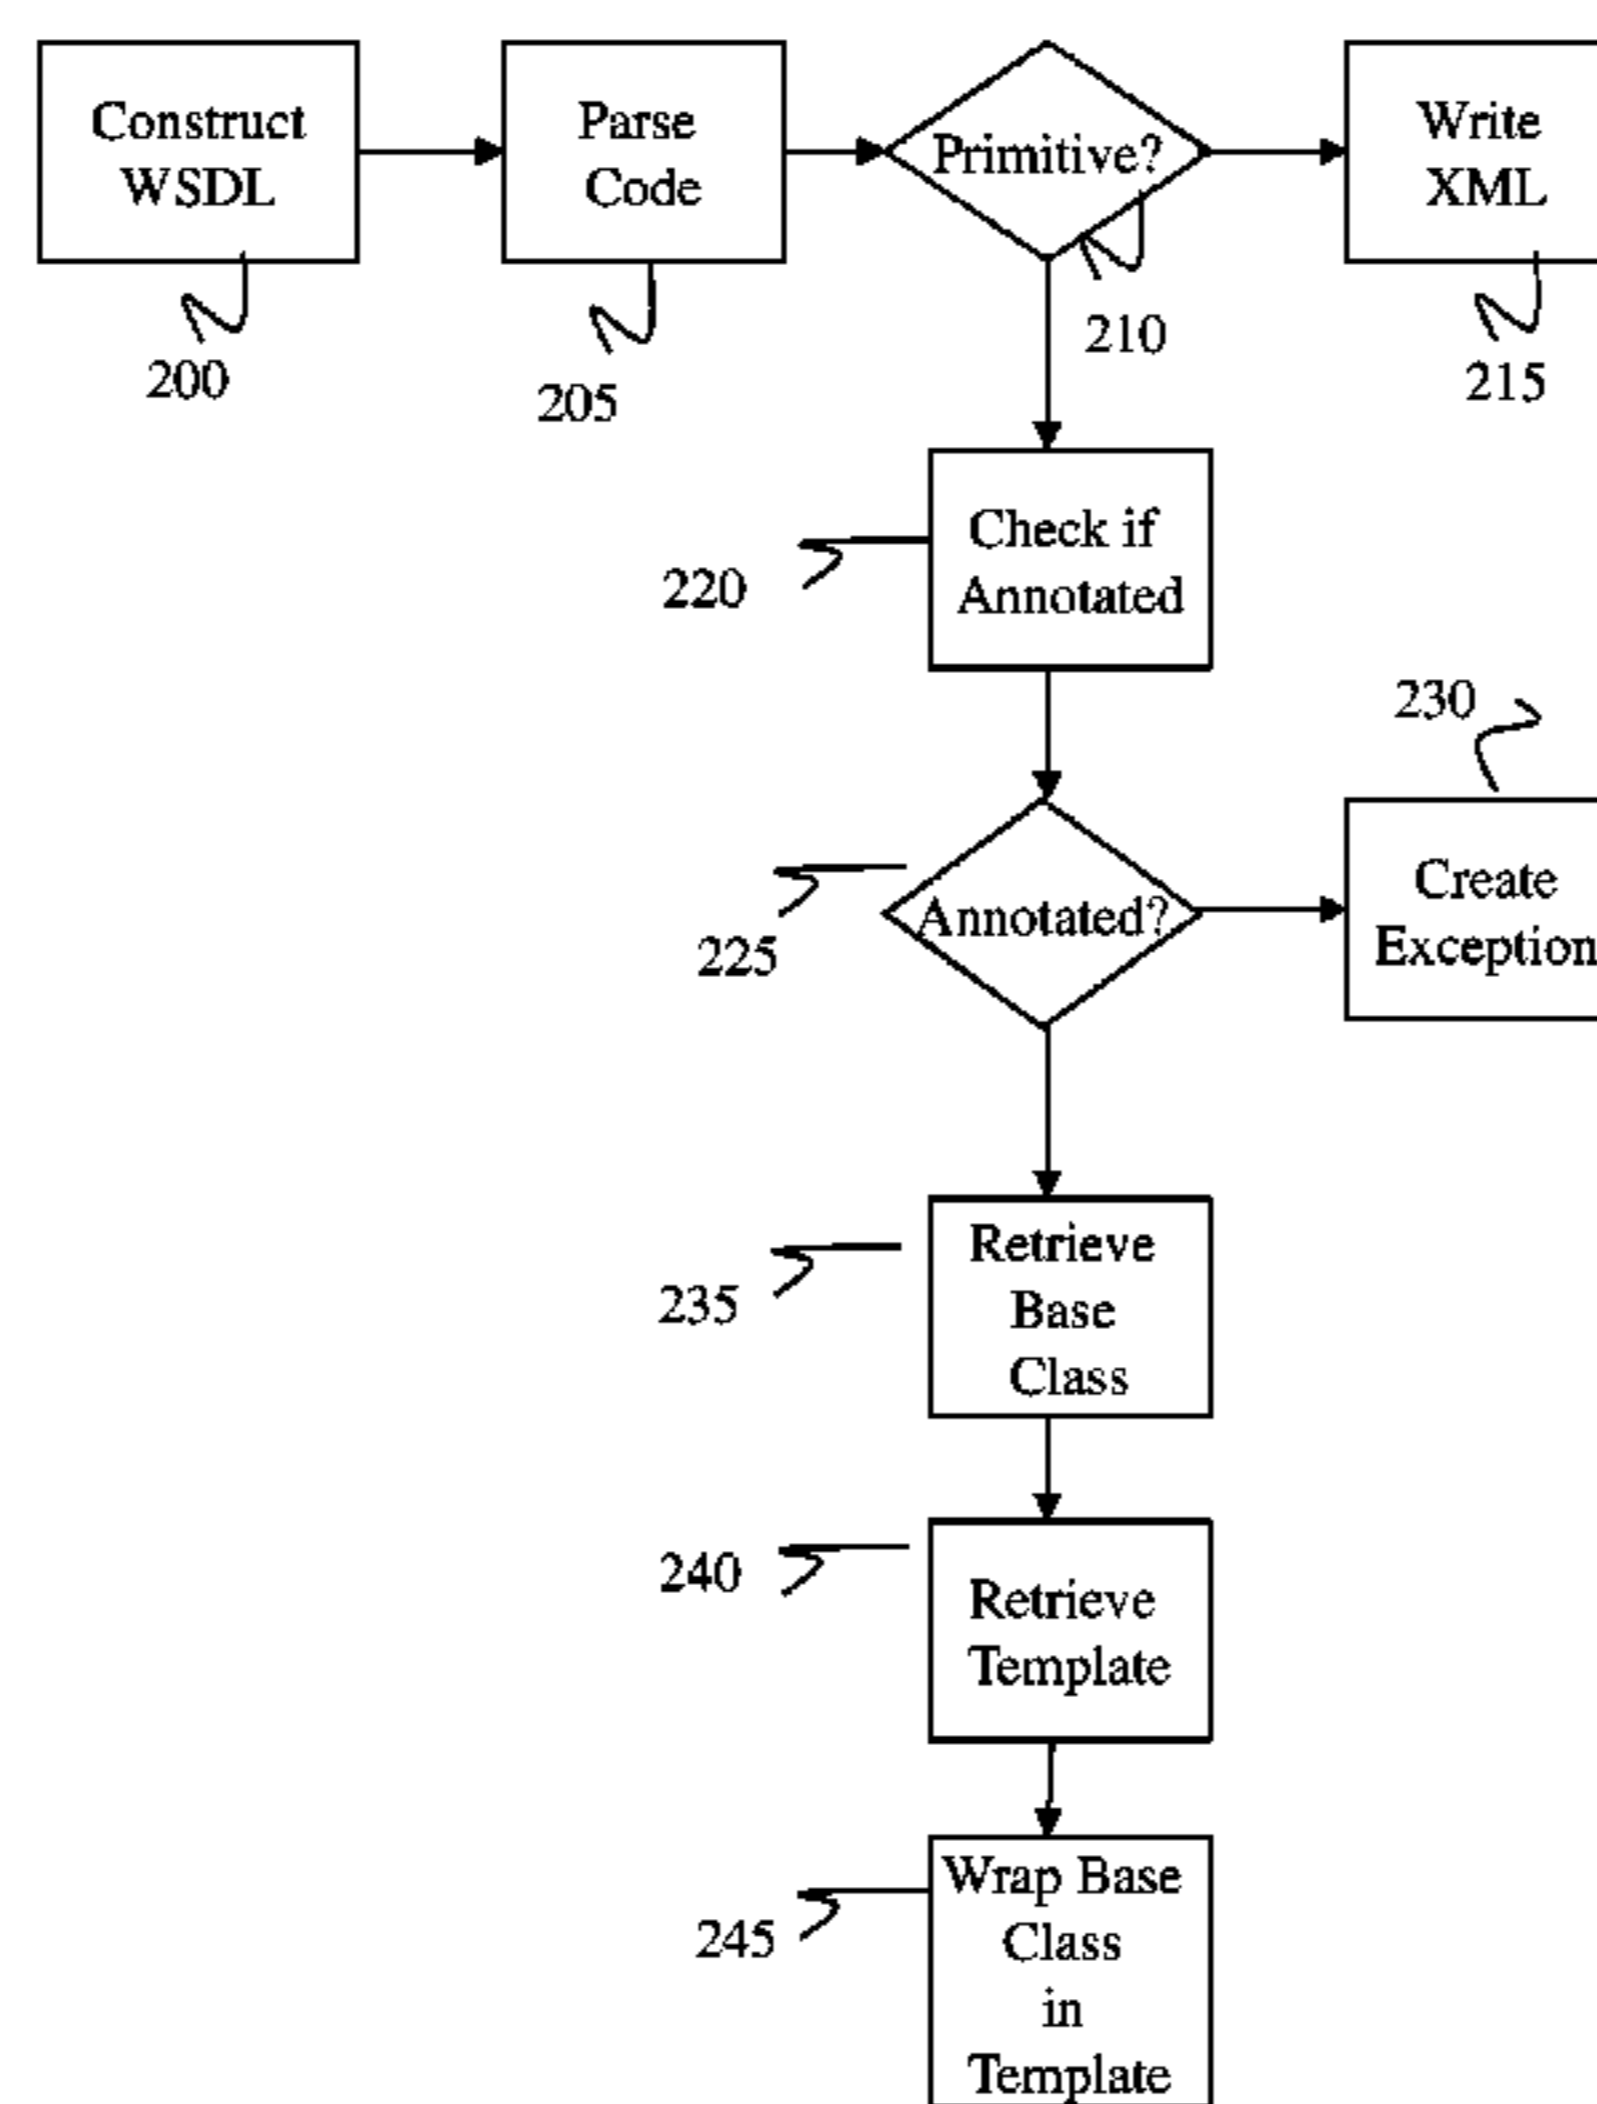 Construct
WSDL
200
Parse
Code
205
Primitive?
210
Write
XML
215
Check if
Annotated
220
Annotated?
225
230
Create
Exception
Retrieve
Base
Class
235
240
Retrieve
Template
Wrap Base
Class
in
Template
245